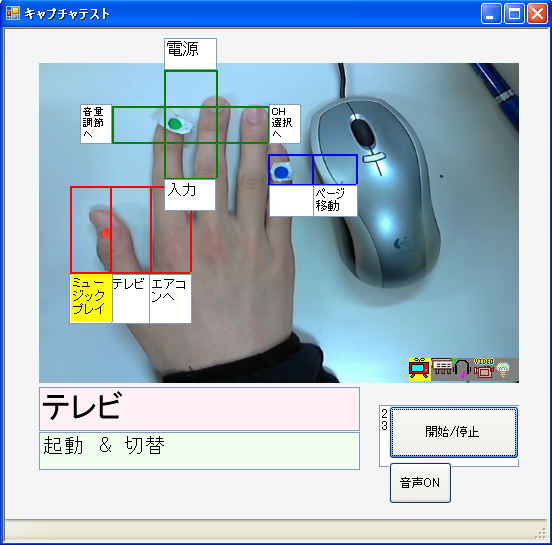 キャプチャテスト
電源
音量
調節
へ
CH
選択
へ
入力
ページ
移動
ミュー
ジック
プレイ
テレビ
エアコ
ンへ
Logitech
VIDEO
テレビ
起動 & 切替
2
3
開始/停止
音声ON